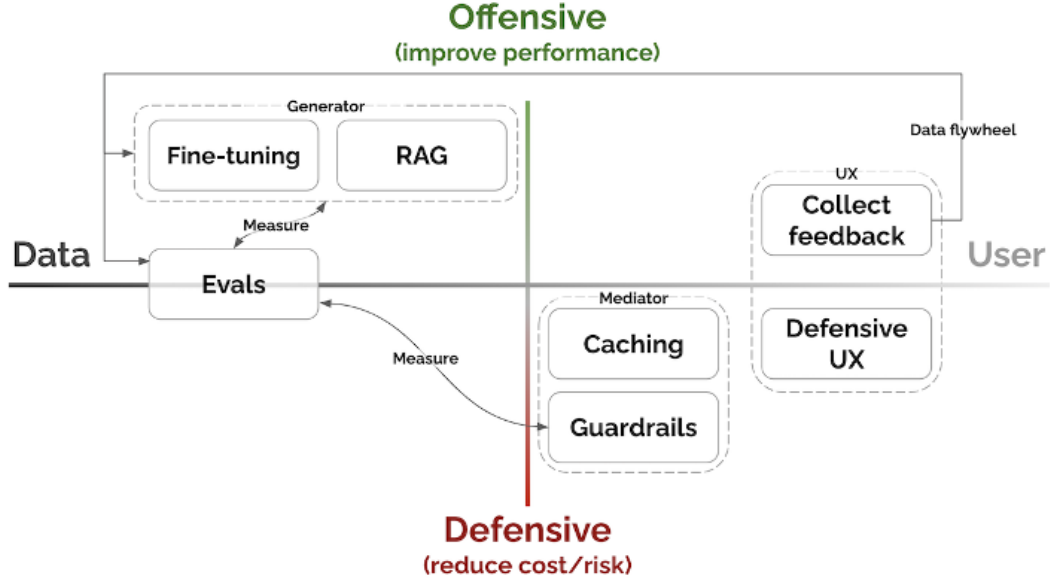 Offensive
(improve performance)
Generator
Data flywheel
Fine-tuning
RAG
UX
Collect
feedback
Measure
Data
User
Evals
Mediator
Caching
Defensive
UX
Measure
Guardrails
Defensive
(reduce cost/risk)